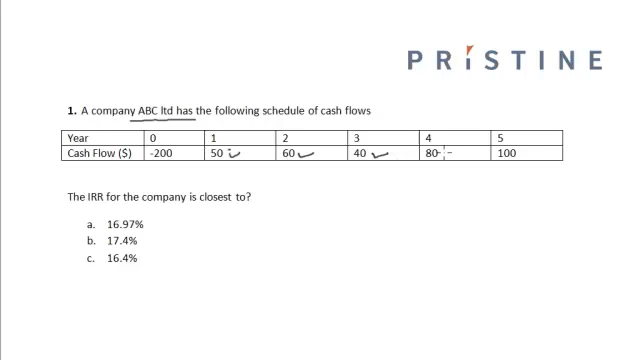 PRISTINE
1. A company ABC ltd has the following schedule of cash flows
Year 0 1 2 3 4 5
Cash Flow ($) -200 50 60 40 80 100
The IRR for the company is closest to?
a. 16.97%
b. 17.4%
c. 16.4%